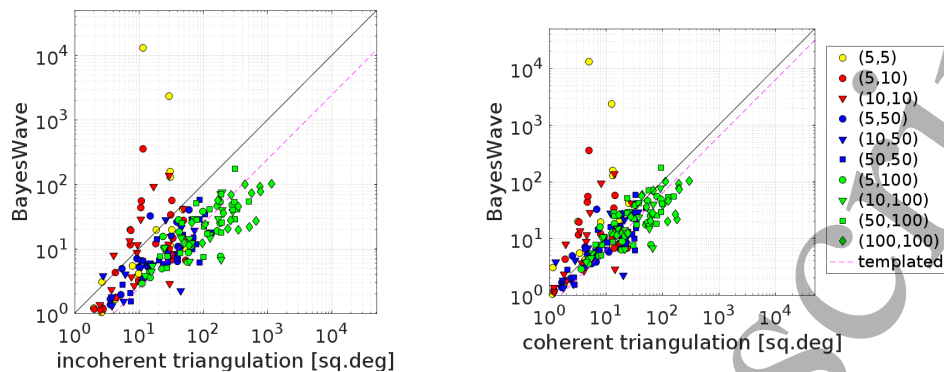 BayesWave
10^4
10^3
10^2
10^1
10^0
10^0 10^1 10^2 10^3 10^4
incoherent triangulation [sq.deg]
BayesWave
10^4
10^3
10^2
10^1
10^0
10^0 10^1 10^2 10^3 10^4
coherent triangulation [sq.deg]
(5,5)
(5,10)
(10,10)
(5,50)
(10,50)
(50,50)
(5,100)
(10,100)
(50,100)
(100,100)
templated
scri